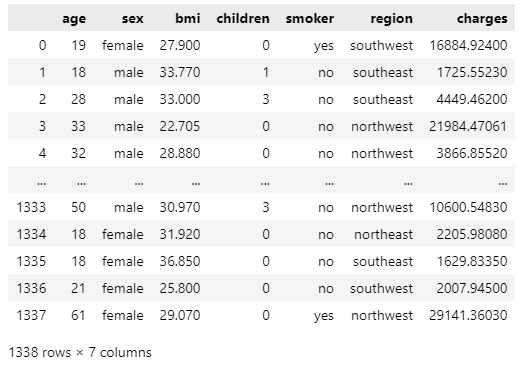 age sex bmi children smoker region charges
0 19 female 27.900 0 yes southwest 16884.92400
1 18 male 33.770 1 no southeast 1725.55230
2 28 male 33.000 3 no southeast 4449.46200
3 33 male 22.705 0 no northwest 21984.47061
4 32 male 28.880 0 no northwest 3866.85520
... ... ... ... ... ... ... ...
1333 50 male 30.970 3 no northwest 10600.54830
1334 18 female 31.920 0 no northeast 2205.98080
1335 18 female 36.850 0 no southeast 1629.83350
1336 21 female 25.800 0 no southwest 2007.94500
1337 61 female 29.070 0 yes northwest 29141.36030
1338 rows × 7 columns